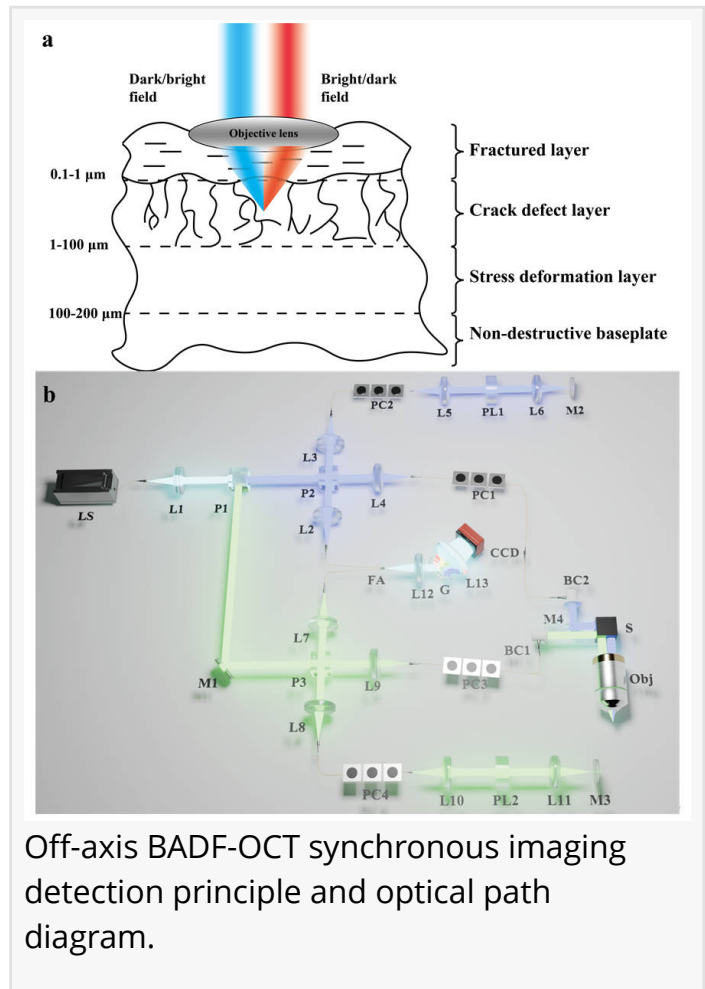 a
Dark/bright
field
Bright/dark
field
Objective lens
Fractured layer
0.1-1 μm
Crack defect layer
1-100 μm
Stress deformation layer
100-200 μm
Non-destructive baseplate
b
PC2
L5 PL1 L6 M2
L3
LS L1 P1 P2 L4 PC1
L2
CCD
FA L12 G L13 BC2
M4
S
L7 BC1
M1 P3 L9 PC3 Obj
L8
PC4 L10 PL2 L11 M3
Off-axis BADF-OCT synchronous imaging
detection principle and optical path
diagram.